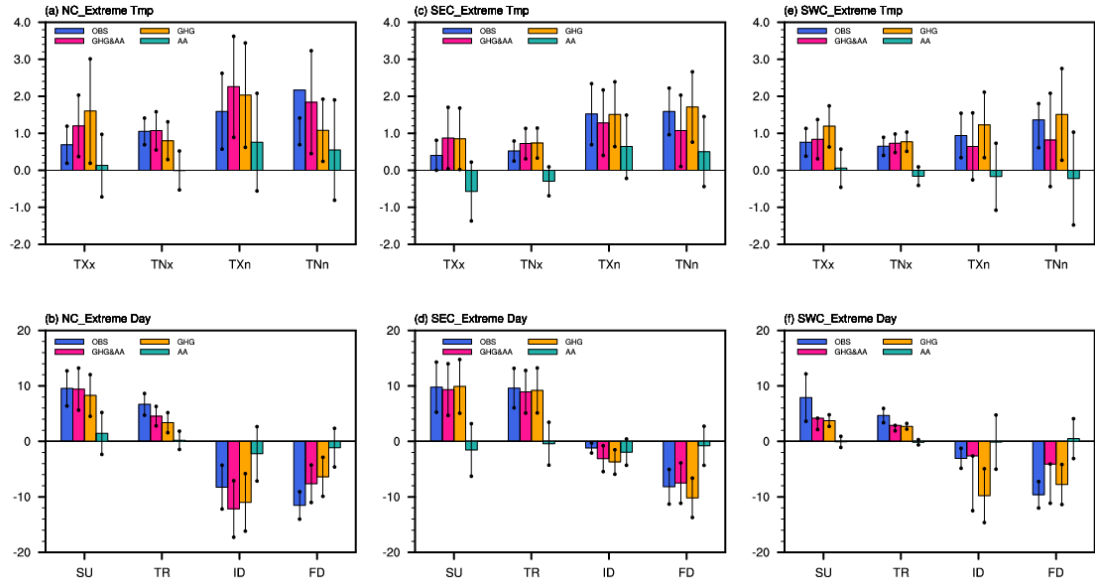 (a) NC_Extreme Tmp
OBS GHG
GHG&AA AA
4.0
3.0
2.0
1.0
0.0
-1.0
-2.0
TXx TNx TXn TNn
(c) SEC_Extreme Tmp
OBS GHG
GHG&AA AA
4.0
3.0
2.0
1.0
0.0
-1.0
-2.0
TXx TNx TXn TNn
(e) SWC_Extreme Tmp
OBS GHG
GHG&AA AA
4.0
3.0
2.0
1.0
0.0
-1.0
-2.0
TXx TNx TXn TNn
(b) NC_Extreme Day
OBS GHG
GHG&AA AA
20
10
0
-10
-20
SU TR ID FD
(d) SEC_Extreme Day
OBS GHG
GHG&AA AA
20
10
0
-10
-20
SU TR ID FD
(f) SWC_Extreme Day
OBS GHG
GHG&AA AA
20
10
0
-10
-20
SU TR ID FD